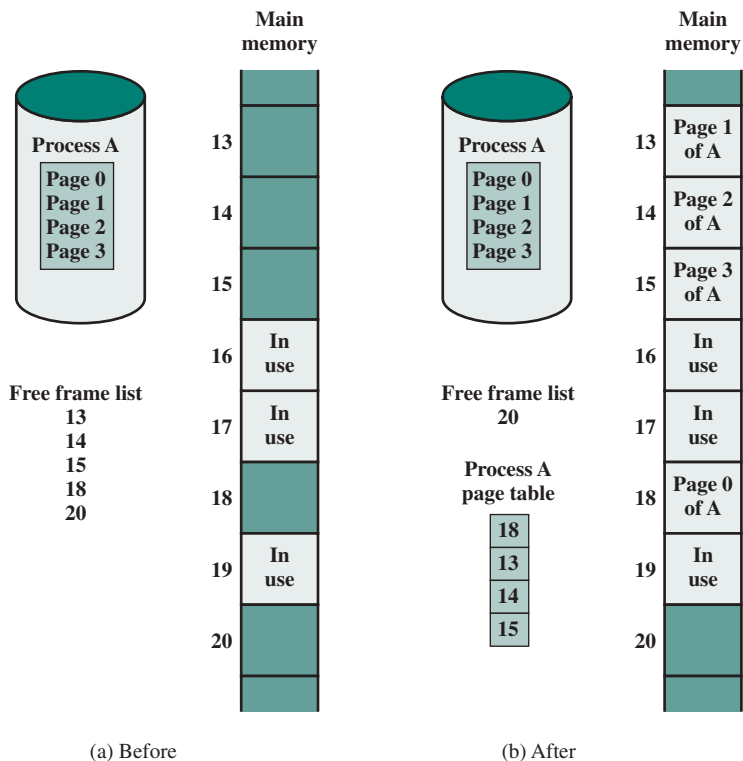 Main
memory
Process A
Page 0
Page 1
Page 2
Page 3
Free frame list
13
14
15
18
20
13
14
15
16
In
use
17
In
use
18
19
In
use
20
(a) Before
Main
memory
Process A
Page 0
Page 1
Page 2
Page 3
Free frame list
20
Process A
page table
18
13
14
15
13
Page 1
of A
14
Page 2
of A
15
Page 3
of A
16
In
use
17
In
use
18
Page 0
of A
19
In
use
20
(b) After